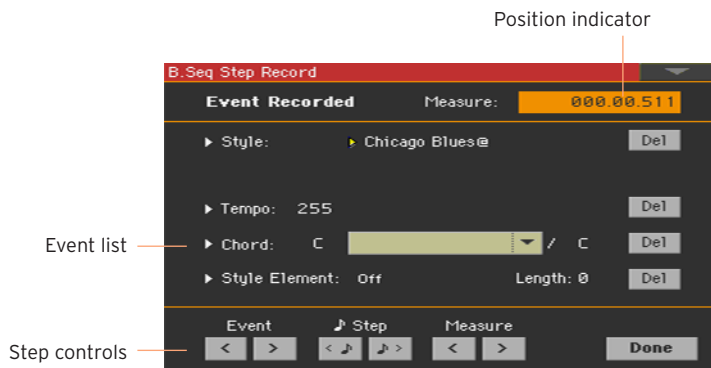 Position indicator
B.Seq Step Record
Event Recorded Measure: 000.00.511
Style: Chicago Blues@ Del
Tempo: 255 Del
Event list
Chord: C / C Del
Style Element: Off Length: 0 Del
Event ♪ Step Measure
Step controls
< > < ♪ ♪ > < > Done